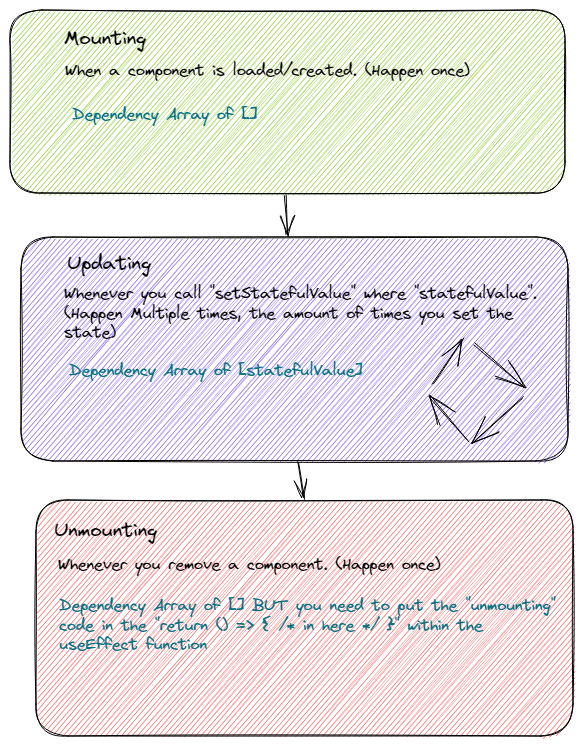 Mounting
When a component is loaded/created. (Happen once)
Dependency Array of []
Updating
Whenever you call "setStatefulValue" where "statefulValue".
(Happen Multiple times, the amount of times you set the
state)
Dependency Array of [statefulValue]
Unmounting
Whenever you remove a component. (Happen once)
Dependency Array of [] BUT you need to put the "unmounting"
code in the "return () => { /* in here */ }" within the
useEffect function